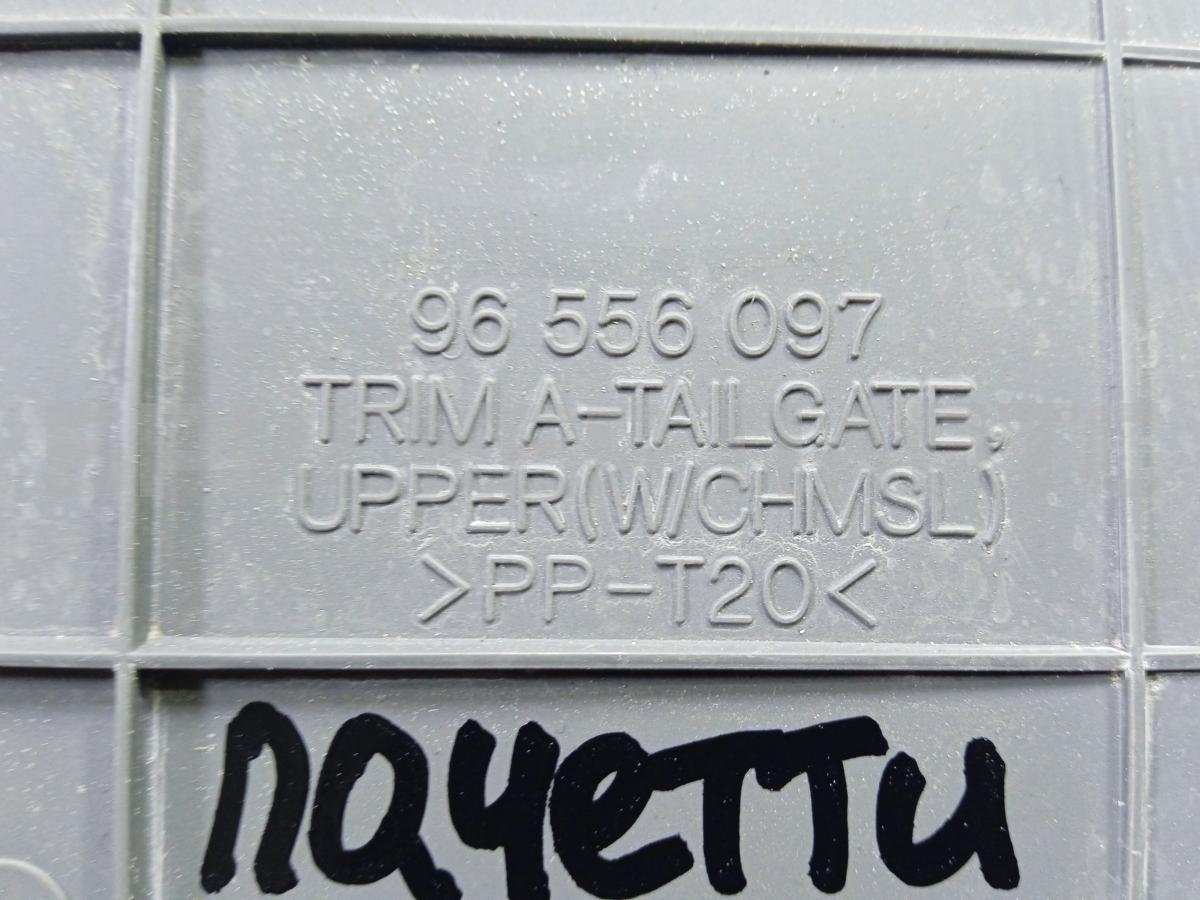 96 556 097
TRIM A-TAILGATE,
UPPER(W/CHMSL)
>PP-T20<
лачетти